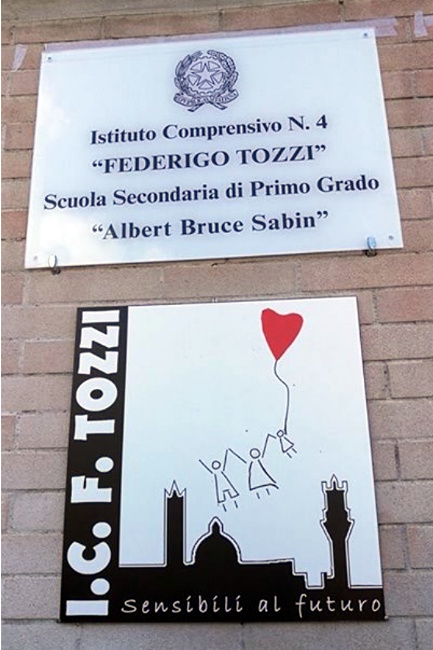 Istituto Comprensivo N. 4
“FEDERIGO TOZZI”
Scuola Secondaria di Primo Grado
“Albert Bruce Sabin”
I.C. F. TOZZI
Sensibili al futuro